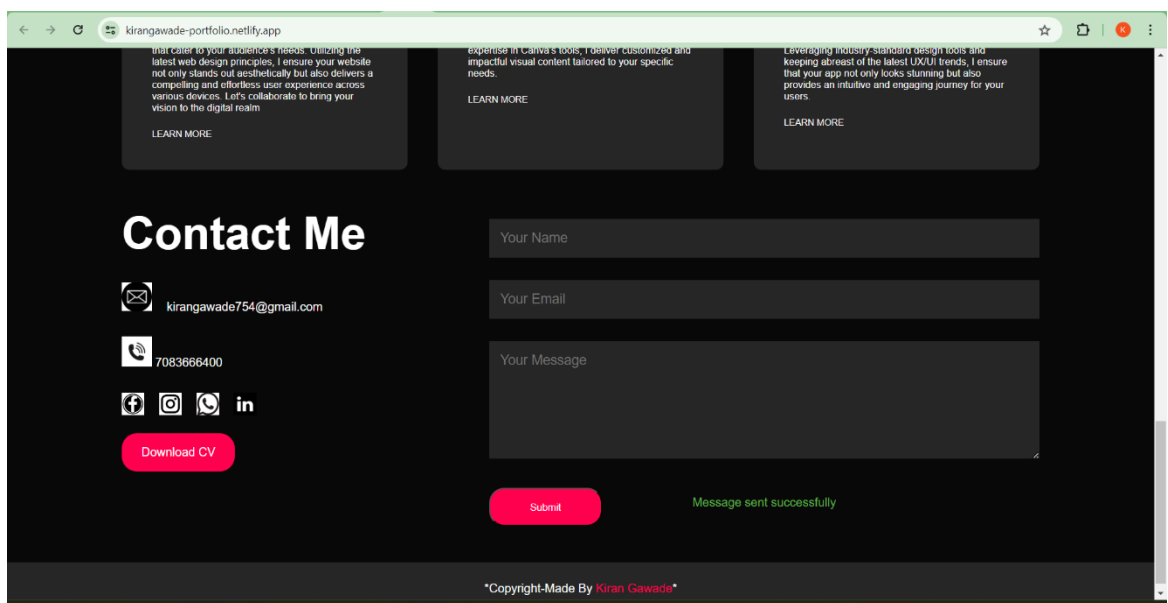 kirangawade-portfolio.netlify.app
K
that cater to your audience's needs. Utilizing the
latest web design principles, I ensure your website
not only stands out aesthetically but also delivers a
compelling and effortless user experience across
various devices. Let's collaborate to bring your
vision to the digital realm
LEARN MORE
expertise in Canva's tools, I deliver customized and
impactful visual content tailored to your specific
needs.
LEARN MORE
Leveraging industry-standard design tools and
keeping abreast of the latest UX/UI trends, I ensure
that your app not only looks stunning but also
provides an intuitive and engaging journey for your
users.
LEARN MORE
Contact Me
kirangawade754@gmail.com
7083666400
in
Download CV
Your Name
Your Email
Your Message
Submit
Message sent successfully
*Copyright-Made By Kiran Gawade*